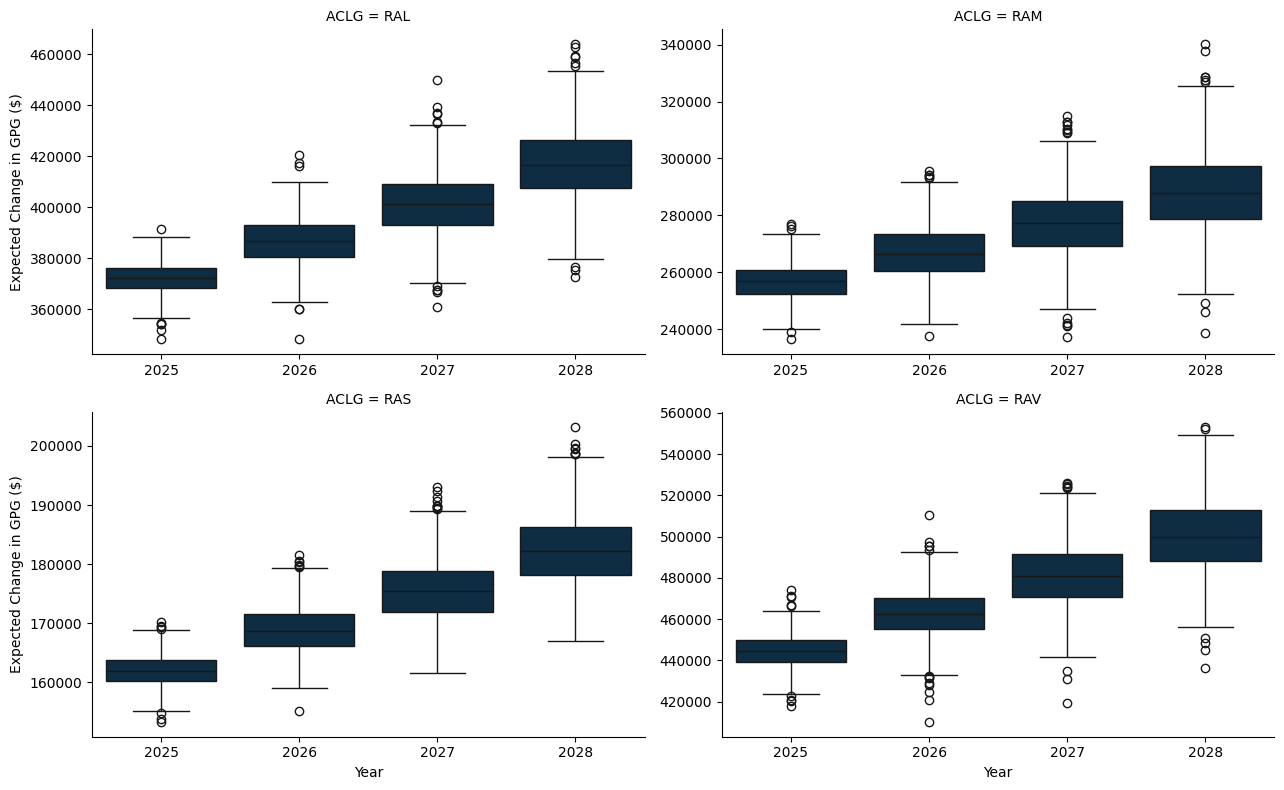 ACLG = RAL
Expected Change in GPG ($)
460000
440000
420000
400000
380000
360000
2025 2026 2027 2028
ACLG = RAM
340000
320000
300000
280000
260000
240000
2025 2026 2027 2028
ACLG = RAS
Expected Change in GPG ($)
200000
190000
180000
170000
160000
2025 2026 2027 2028
Year
ACLG = RAV
560000
540000
520000
500000
480000
460000
440000
420000
2025 2026 2027 2028
Year